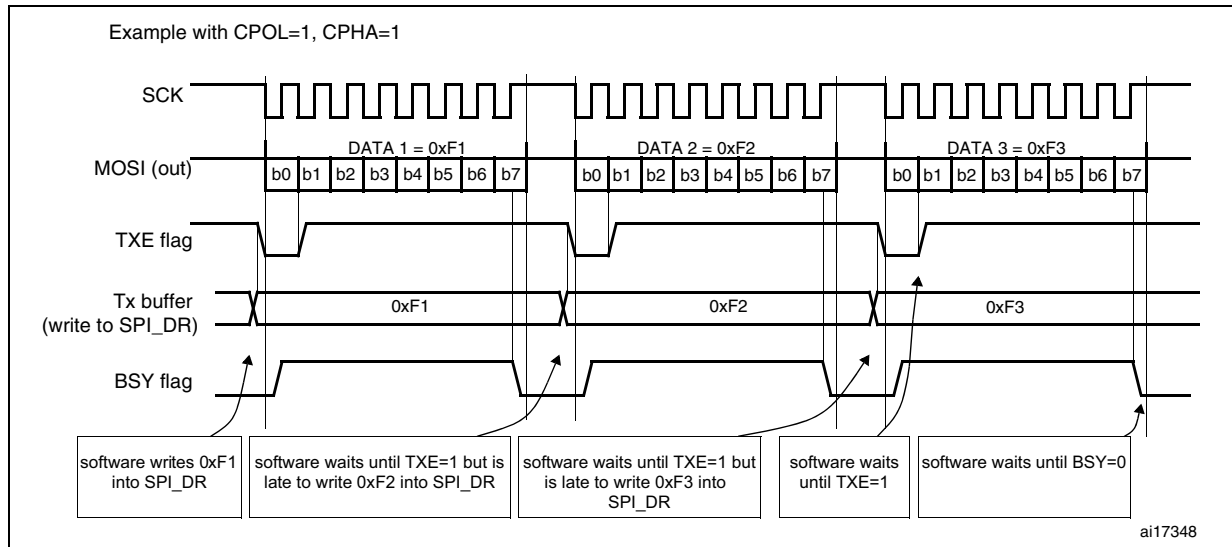 Example with CPOL=1, CPHA=1
SCK
DATA 1 = 0xF1
DATA 2 = 0xF2
DATA 3 = 0xF3
MOSI (out)
b0 b1 b2 b3 b4 b5 b6 b7
b0 b1 b2 b3 b4 b5 b6 b7
b0 b1 b2 b3 b4 b5 b6 b7
TXE flag
Tx buffer
(write to SPI_DR)
0xF1
0xF2
0xF3
BSY flag
software writes 0xF1
into SPI_DR
software waits until TXE=1 but is
late to write 0xF2 into SPI_DR
software waits until TXE=1 but
is late to write 0xF3 into
SPI_DR
software waits
until TXE=1
software waits until BSY=0
ai17348